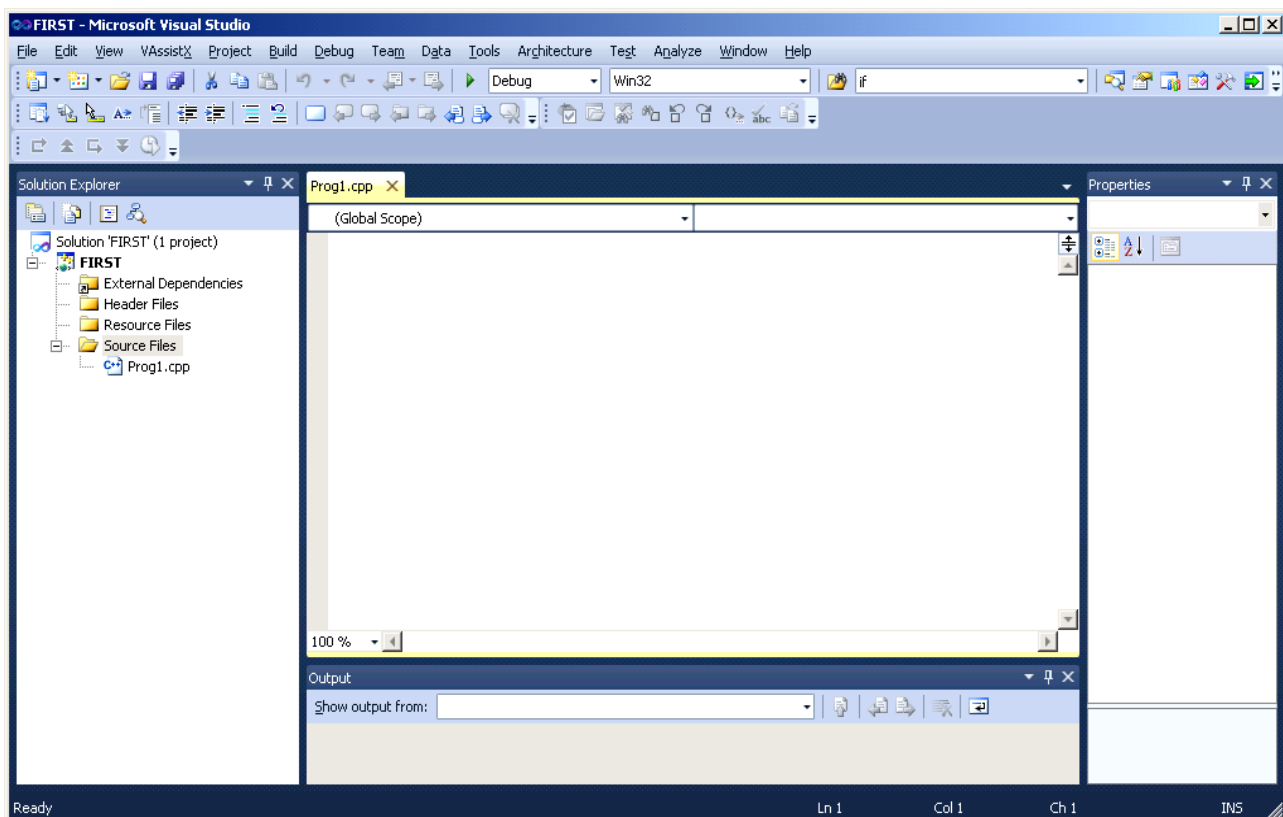 FIRST - Microsoft Visual Studio
File Edit View VAssistX Project Build Debug Team Data Tools Architecture Test Analyze Window Help
Debug Win32 if
Solution Explorer
Solution 'FIRST' (1 project)
FIRST
External Dependencies
Header Files
Resource Files
Source Files
Prog1.cpp
Prog1.cpp
(Global Scope)
100 %
Output
Show output from:
Properties
Ready Ln 1 Col 1 Ch 1 INS